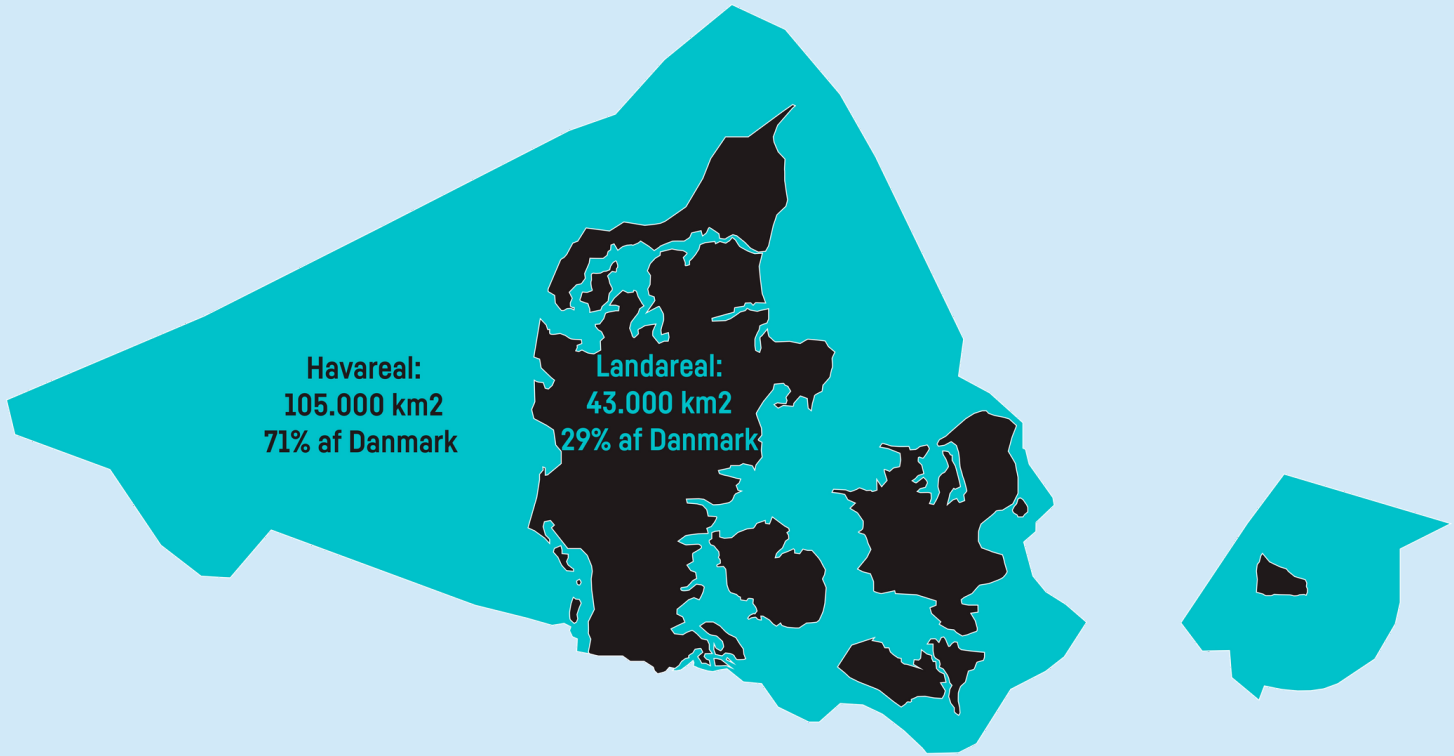 Havareal:
105.000 km2
71% af Danmark
Landareal:
43.000 km2
29% af Danmark